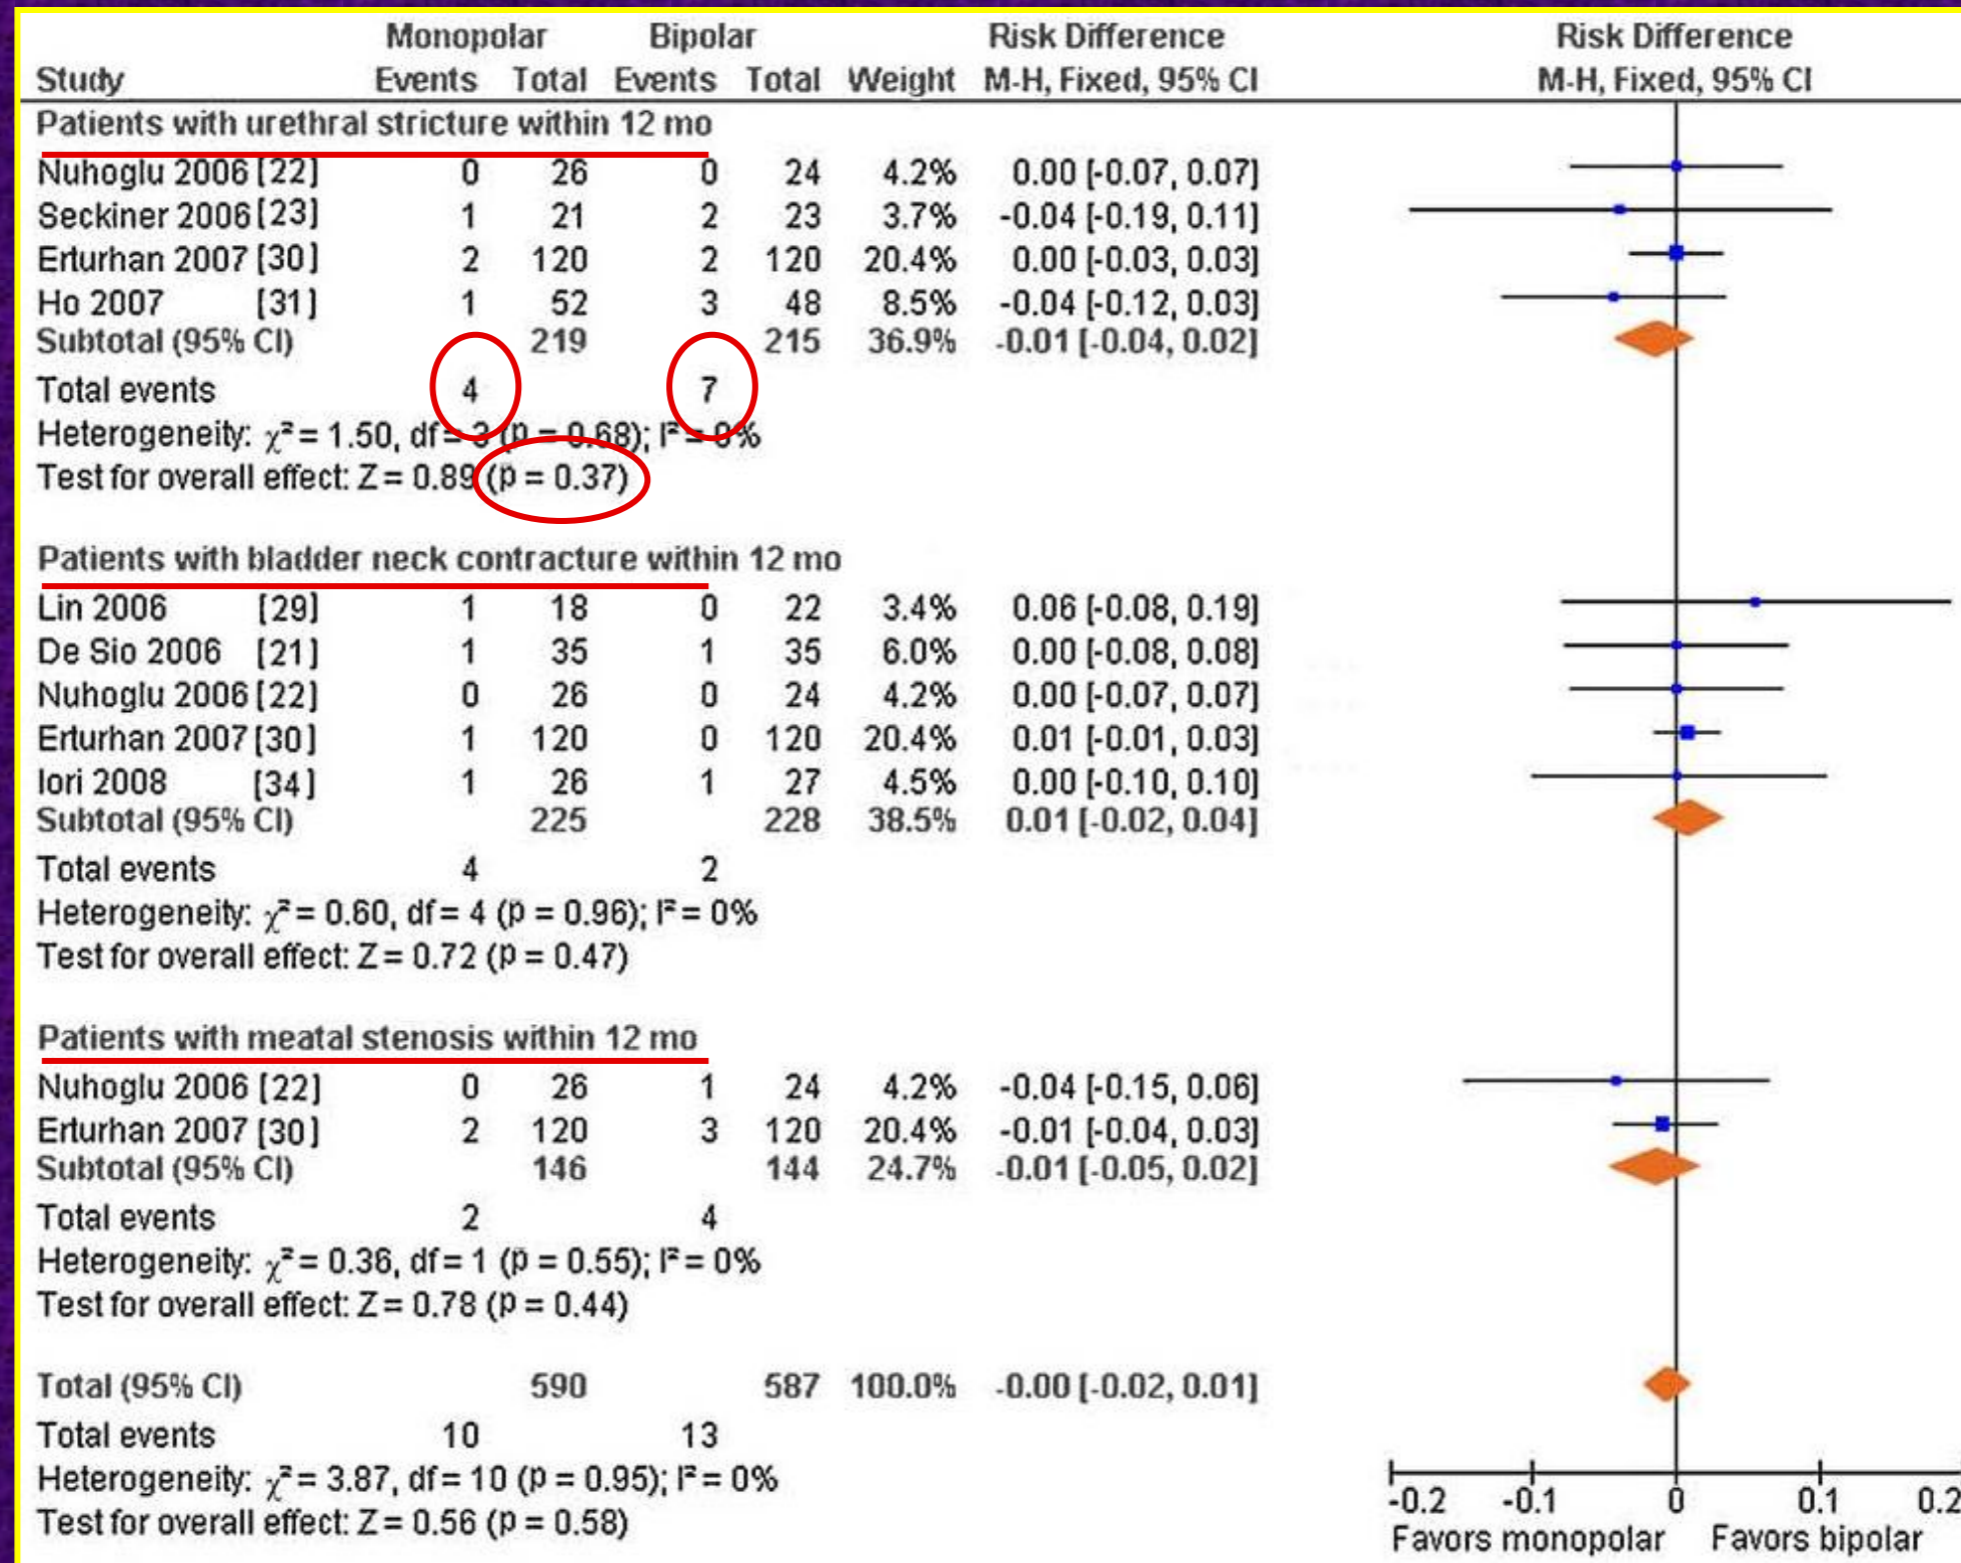 Monopolar Bipolar Risk Difference Risk Difference
Study Events Total Events Total Weight M-H, Fixed, 95% CI M-H, Fixed, 95% CI
Patients with urethral stricture within 12 mo
Nuhoglu 2006 [22] 0 26 0 24 4.2% 0.00 [-0.07, 0.07]
Seckiner 2006 [23] 1 21 2 23 3.7% -0.04 [-0.19, 0.11]
Erturhan 2007 [30] 2 120 2 120 20.4% 0.00 [-0.03, 0.03]
Ho 2007 [31] 1 52 3 48 8.5% -0.04 [-0.12, 0.03]
Subtotal (95% CI) 219 215 36.9% -0.01 [-0.04, 0.02]
Total events 4 7
Heterogeneity: χ² = 1.50, df = 3 (p = 0.68); I² = 0%
Test for overall effect: Z = 0.89 (p = 0.37)
Patients with bladder neck contracture within 12 mo
Lin 2006 [29] 1 18 0 22 3.4% 0.06 [-0.08, 0.19]
De Sio 2006 [21] 1 35 1 35 6.0% 0.00 [-0.08, 0.08]
Nuhoglu 2006 [22] 0 26 0 24 4.2% 0.00 [-0.07, 0.07]
Erturhan 2007 [30] 1 120 0 120 20.4% 0.01 [-0.01, 0.03]
Iori 2008 [34] 1 26 1 27 4.5% 0.00 [-0.10, 0.10]
Subtotal (95% CI) 225 228 38.5% 0.01 [-0.02, 0.04]
Total events 4 2
Heterogeneity: χ² = 0.60, df = 4 (p = 0.96); I² = 0%
Test for overall effect: Z = 0.72 (p = 0.47)
Patients with meatal stenosis within 12 mo
Nuhoglu 2006 [22] 0 26 1 24 4.2% -0.04 [-0.15, 0.06]
Erturhan 2007 [30] 2 120 3 120 20.4% -0.01 [-0.04, 0.03]
Subtotal (95% CI) 146 144 24.7% -0.01 [-0.05, 0.02]
Total events 2 4
Heterogeneity: χ² = 0.36, df = 1 (p = 0.55); I² = 0%
Test for overall effect: Z = 0.78 (p = 0.44)
Total (95% CI) 590 587 100.0% -0.00 [-0.02, 0.01]
Total events 10 13
Heterogeneity: χ² = 3.87, df = 10 (p = 0.95); I² = 0%
Test for overall effect: Z = 0.56 (p = 0.58)
-0.2 -0.1 0 0.1 0.2
Favors monopolar Favors bipolar